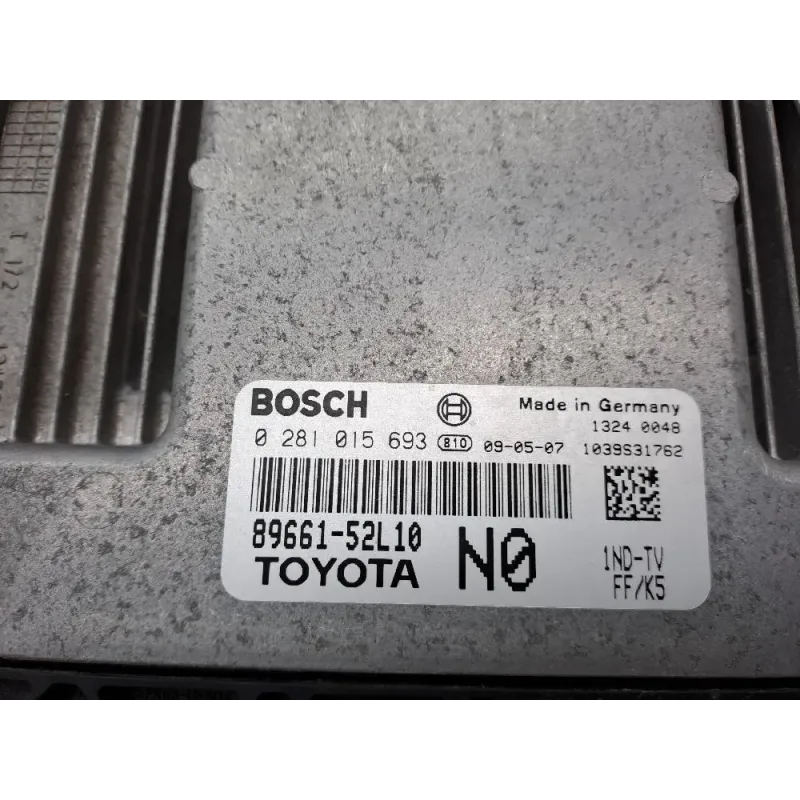 BOSCH
Made in Germany
1324 0048
0 281 015 693 810 09-05-07 1039S31762
89661-52L10
TOYOTA
N0
1ND-TV
FF/K5